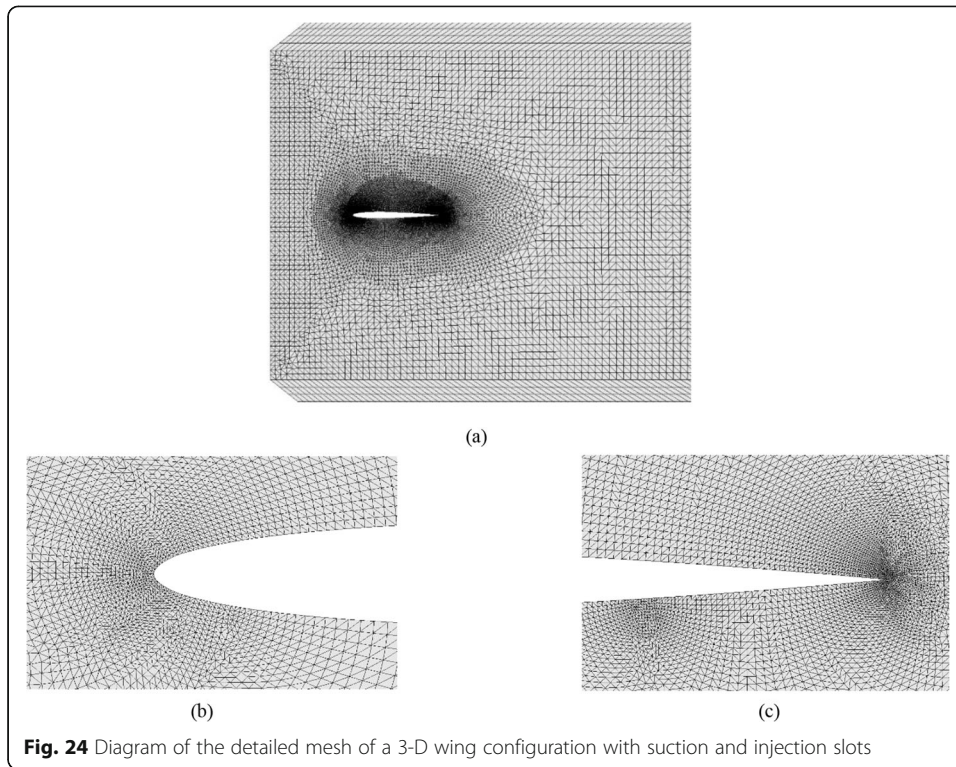 (a)
(b)
(c)
Fig. 24 Diagram of the detailed mesh of a 3-D wing configuration with suction and injection slots